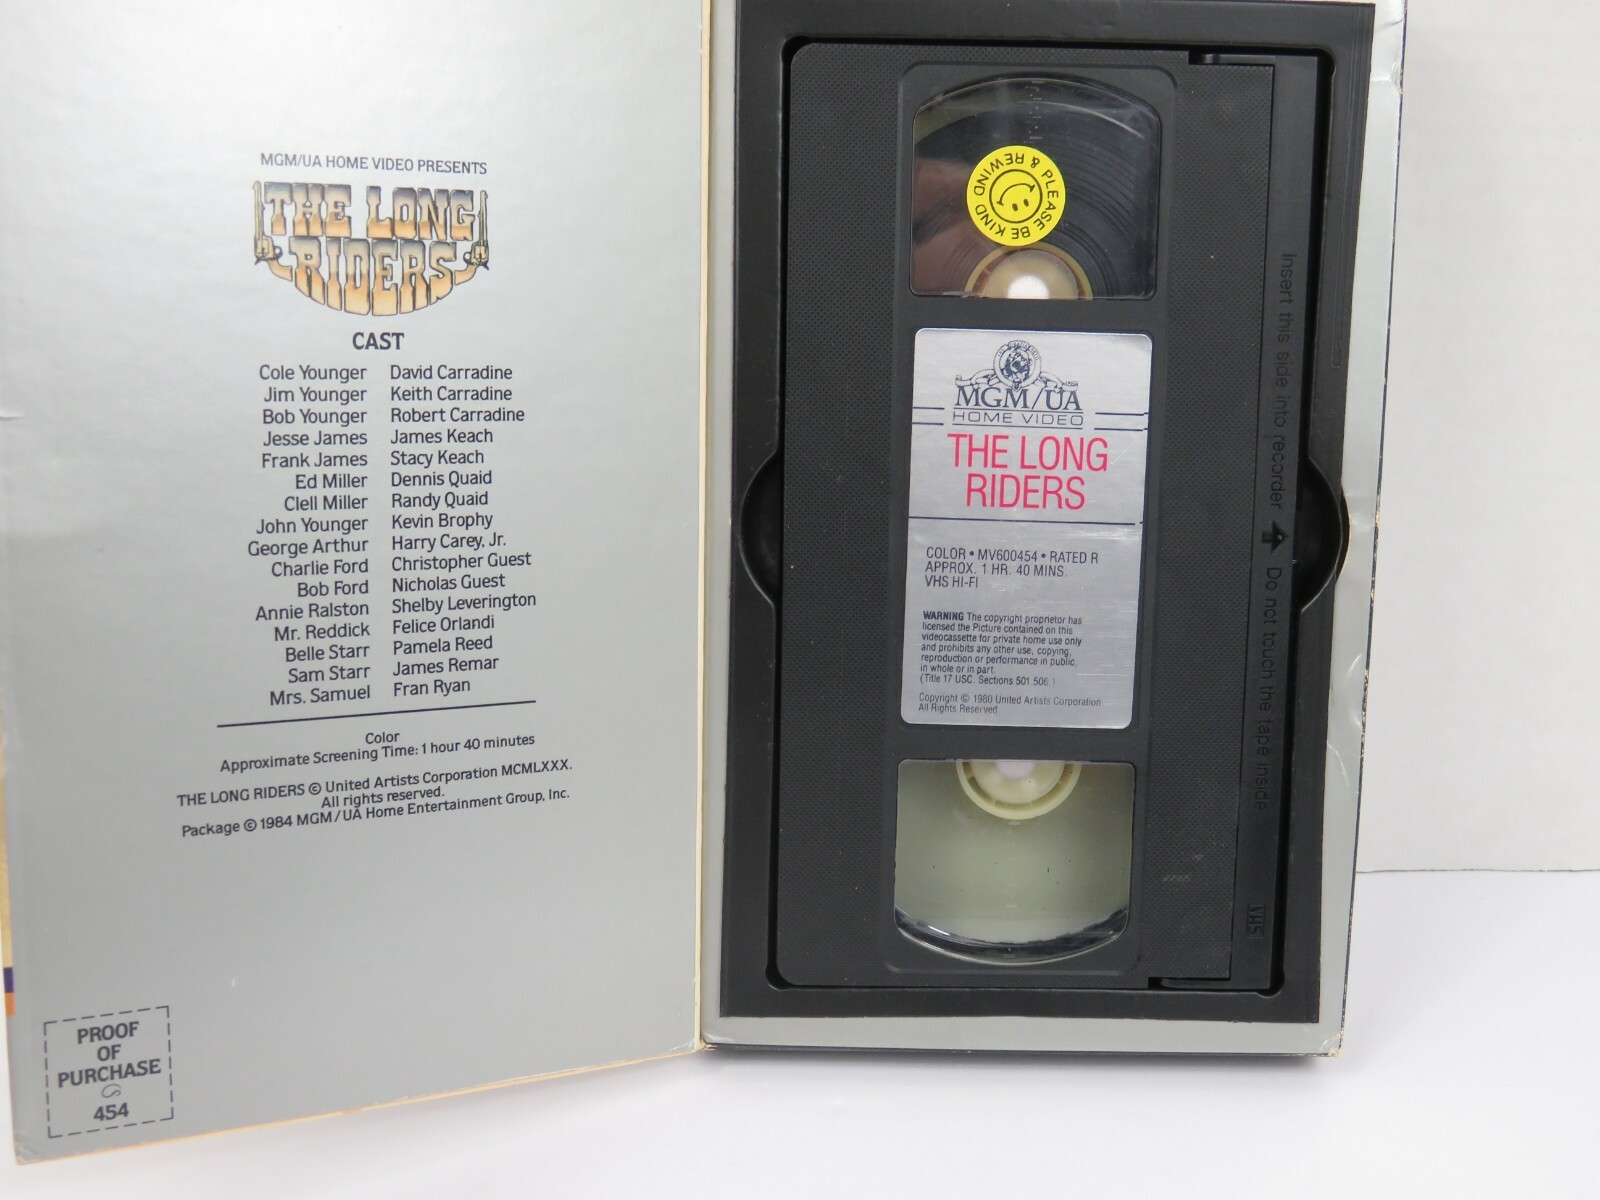 MGM/UA HOME VIDEO PRESENTS
THE LONG
RIDERS
CAST
Cole Younger David Carradine
Jim Younger Keith Carradine
Bob Younger Robert Carradine
Jesse James James Keach
Frank James Stacy Keach
Ed Miller Dennis Quaid
Clell Miller Randy Quaid
John Younger Kevin Brophy
George Arthur Harry Carey, Jr.
Charlie Ford Christopher Guest
Bob Ford Nicholas Guest
Annie Ralston Shelby Leverington
Mr. Reddick Felice Orlandi
Belle Starr Pamela Reed
Sam Starr James Remar
Mrs. Samuel Fran Ryan
Color
Approximate Screening Time: 1 hour 40 minutes
THE LONG RIDERS © United Artists Corporation MCMLXXX.
All rights reserved.
Package © 1984 MGM/UA Home Entertainment Group, Inc.
PROOF
OF
PURCHASE
454
PLEASE BE KIND & REWIND
MGM/UA
HOME VIDEO
THE LONG
RIDERS
COLOR • MV600454 • RATED R
APPROX. 1 HR. 40 MINS.
VHS HI-FI
WARNING The copyright proprietor has
licensed the Picture contained on this
videocassette for private home use only
and prohibits any other use, copying,
reproduction or performance in public,
in whole or in part.
(Title 17 USC. Sections 501 506.)
Copyright © 1980 United Artists Corporation.
All Rights Reserved.
Insert this side into recorder Do not touch the tape inside
VHS